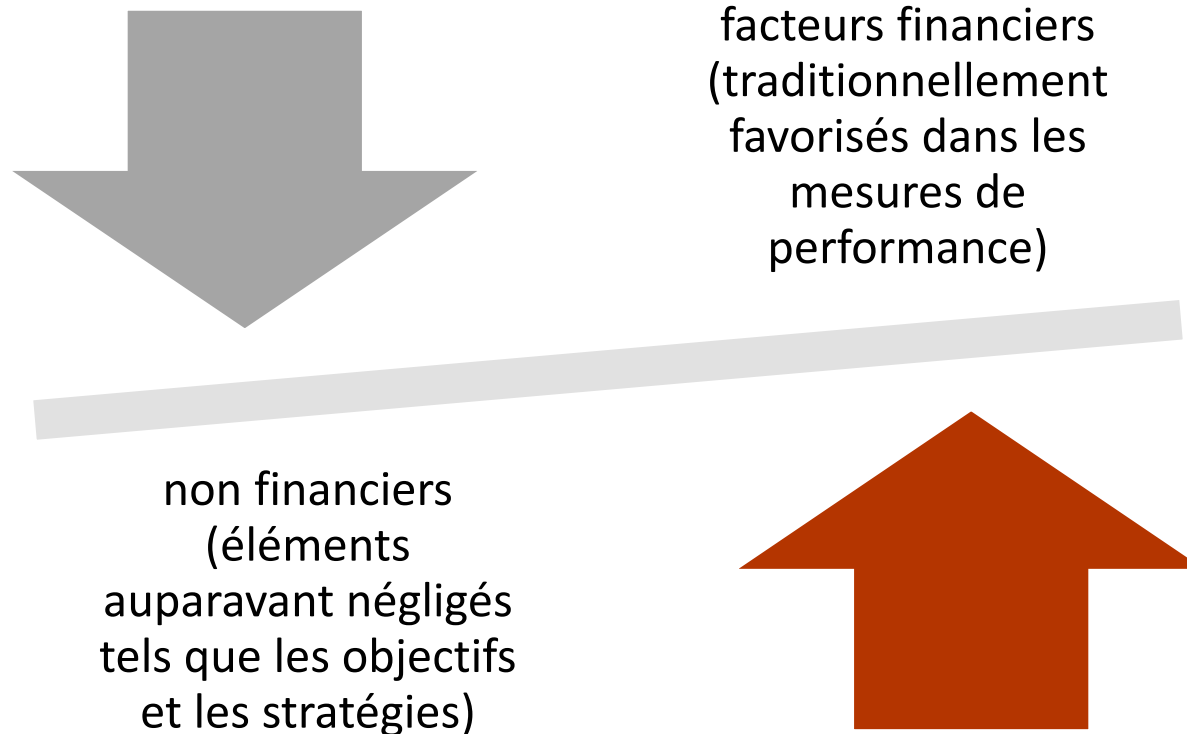 facteurs financiers
(traditionnellement
favorisés dans les
mesures de
performance)
non financiers
(éléments
auparavant négligés
tels que les objectifs
et les stratégies)